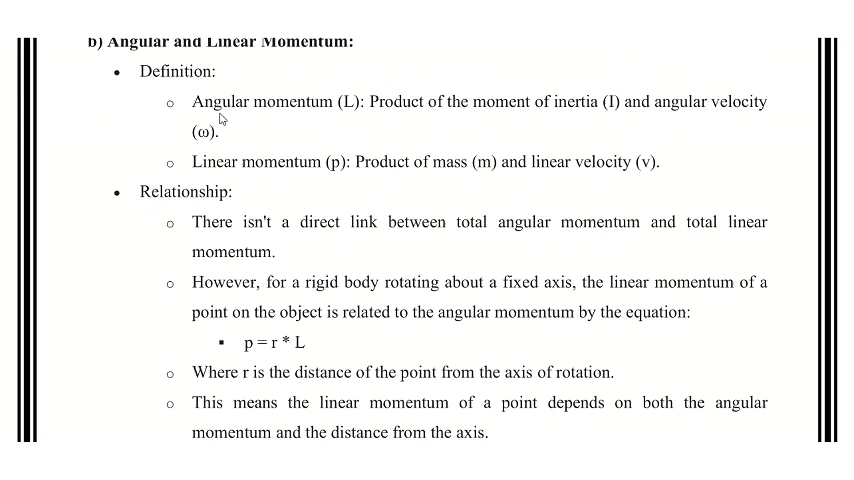 b) Angular and Linear Momentum:
• Definition:
o Angular momentum (L): Product of the moment of inertia (I) and angular velocity
(ω).
o Linear momentum (p): Product of mass (m) and linear velocity (v).
• Relationship:
o There isn't a direct link between total angular momentum and total linear
momentum.
o However, for a rigid body rotating about a fixed axis, the linear momentum of a
point on the object is related to the angular momentum by the equation:
▪ p = r * L
o Where r is the distance of the point from the axis of rotation.
o This means the linear momentum of a point depends on both the angular
momentum and the distance from the axis.